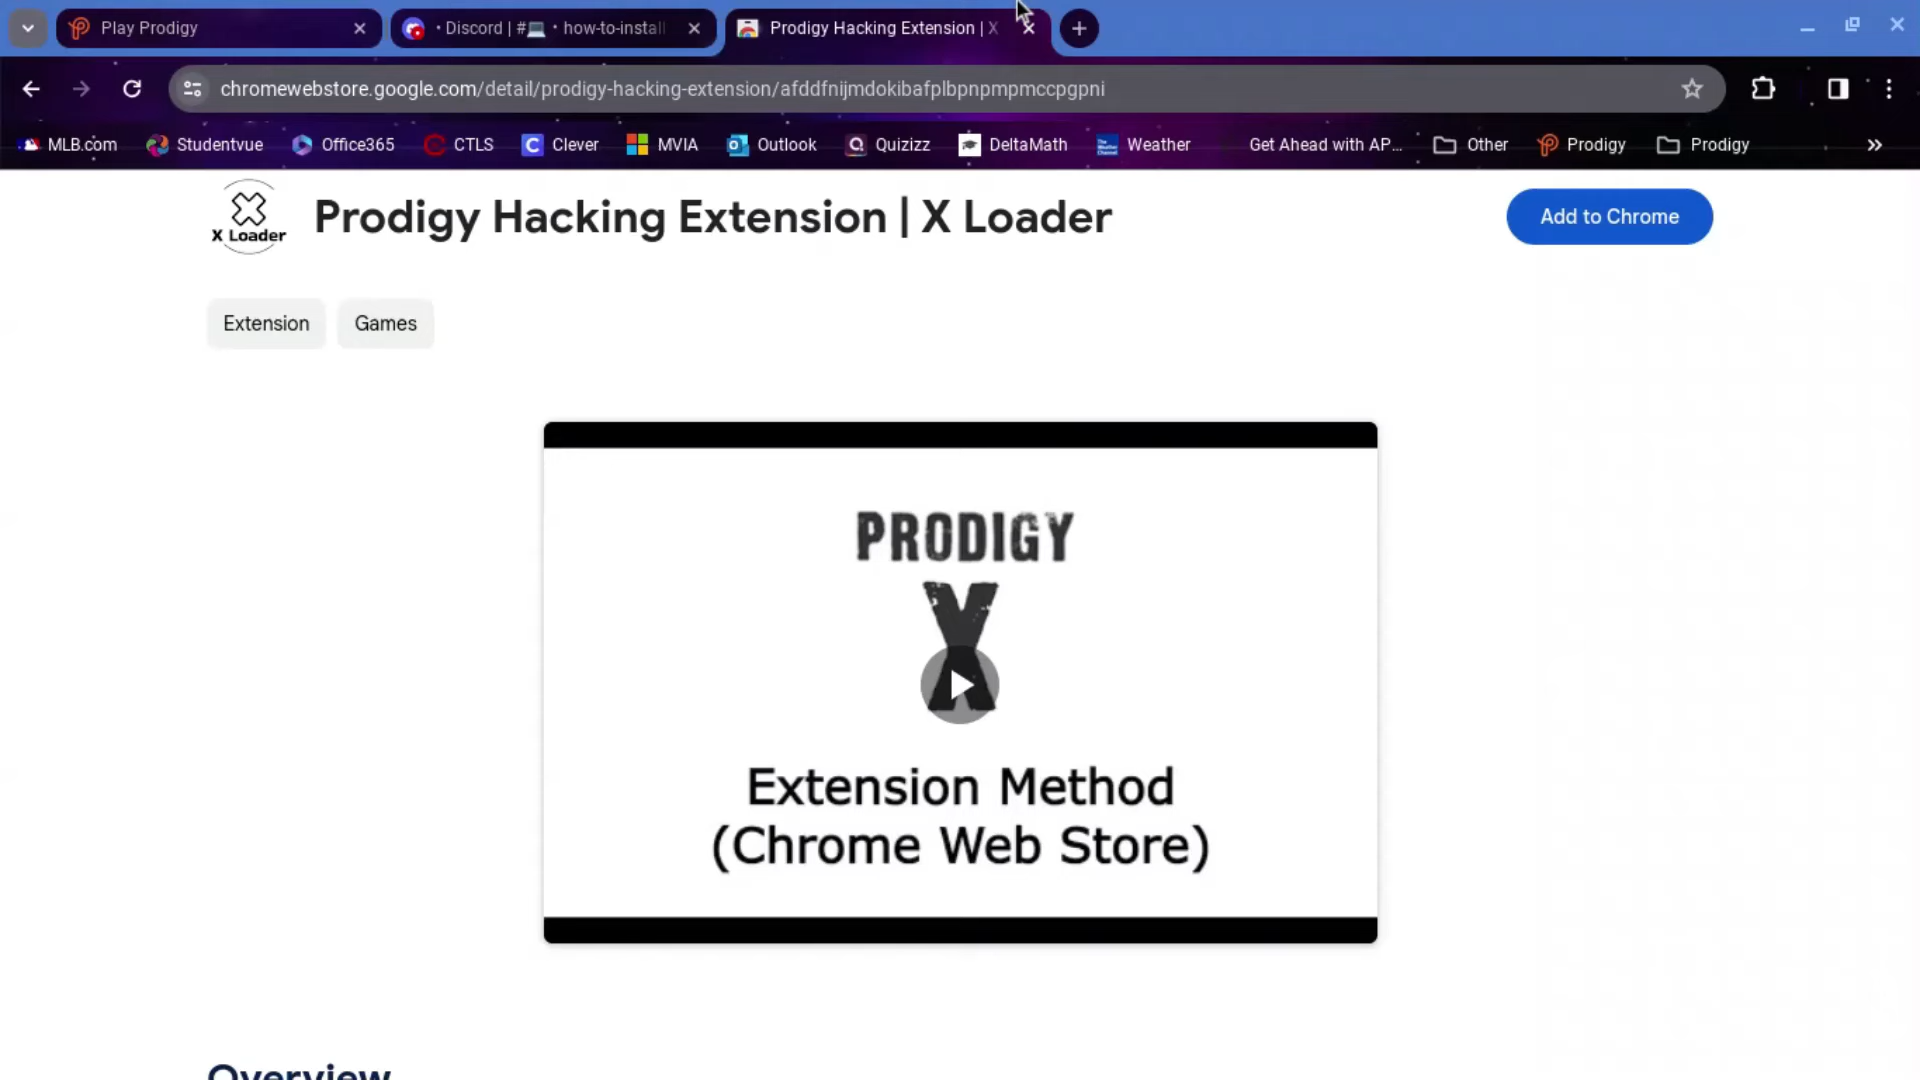 Play Prodigy
· Discord | #💻 · how-to-install
Prodigy Hacking Extension | X
chromewebstore.google.com/detail/prodigy-hacking-extension/afddfnijmdokibafplbpnpmpmccpgpni
MLB.com
Studentvue
Office365
CTLS
Clever
MVIA
Outlook
Quizizz
DeltaMath
Weather
Get Ahead with AP...
Other
Prodigy
Prodigy
X Loader
Prodigy Hacking Extension | X Loader
Add to Chrome
Extension
Games
PRODIGY
X
Extension Method
(Chrome Web Store)
Overview